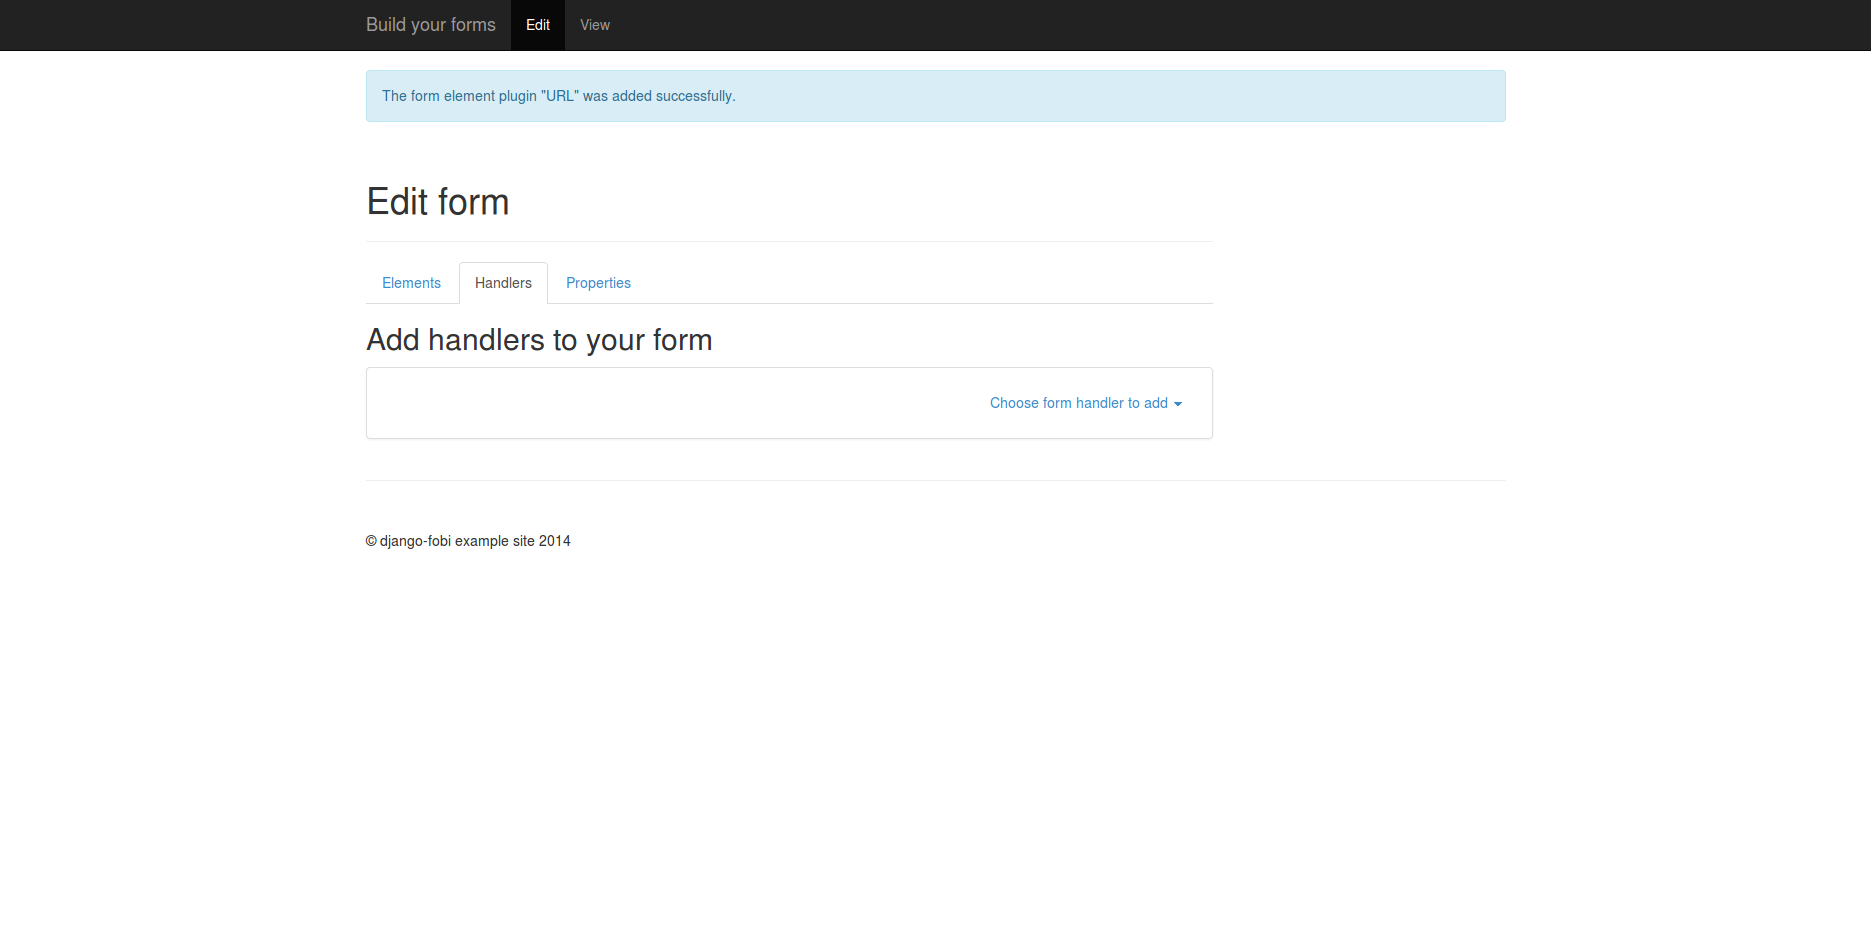 Build your forms Edit View
The form element plugin "URL" was added successfully.
Edit form
Elements Handlers Properties
Add handlers to your form
Choose form handler to add
© django-fobi example site 2014